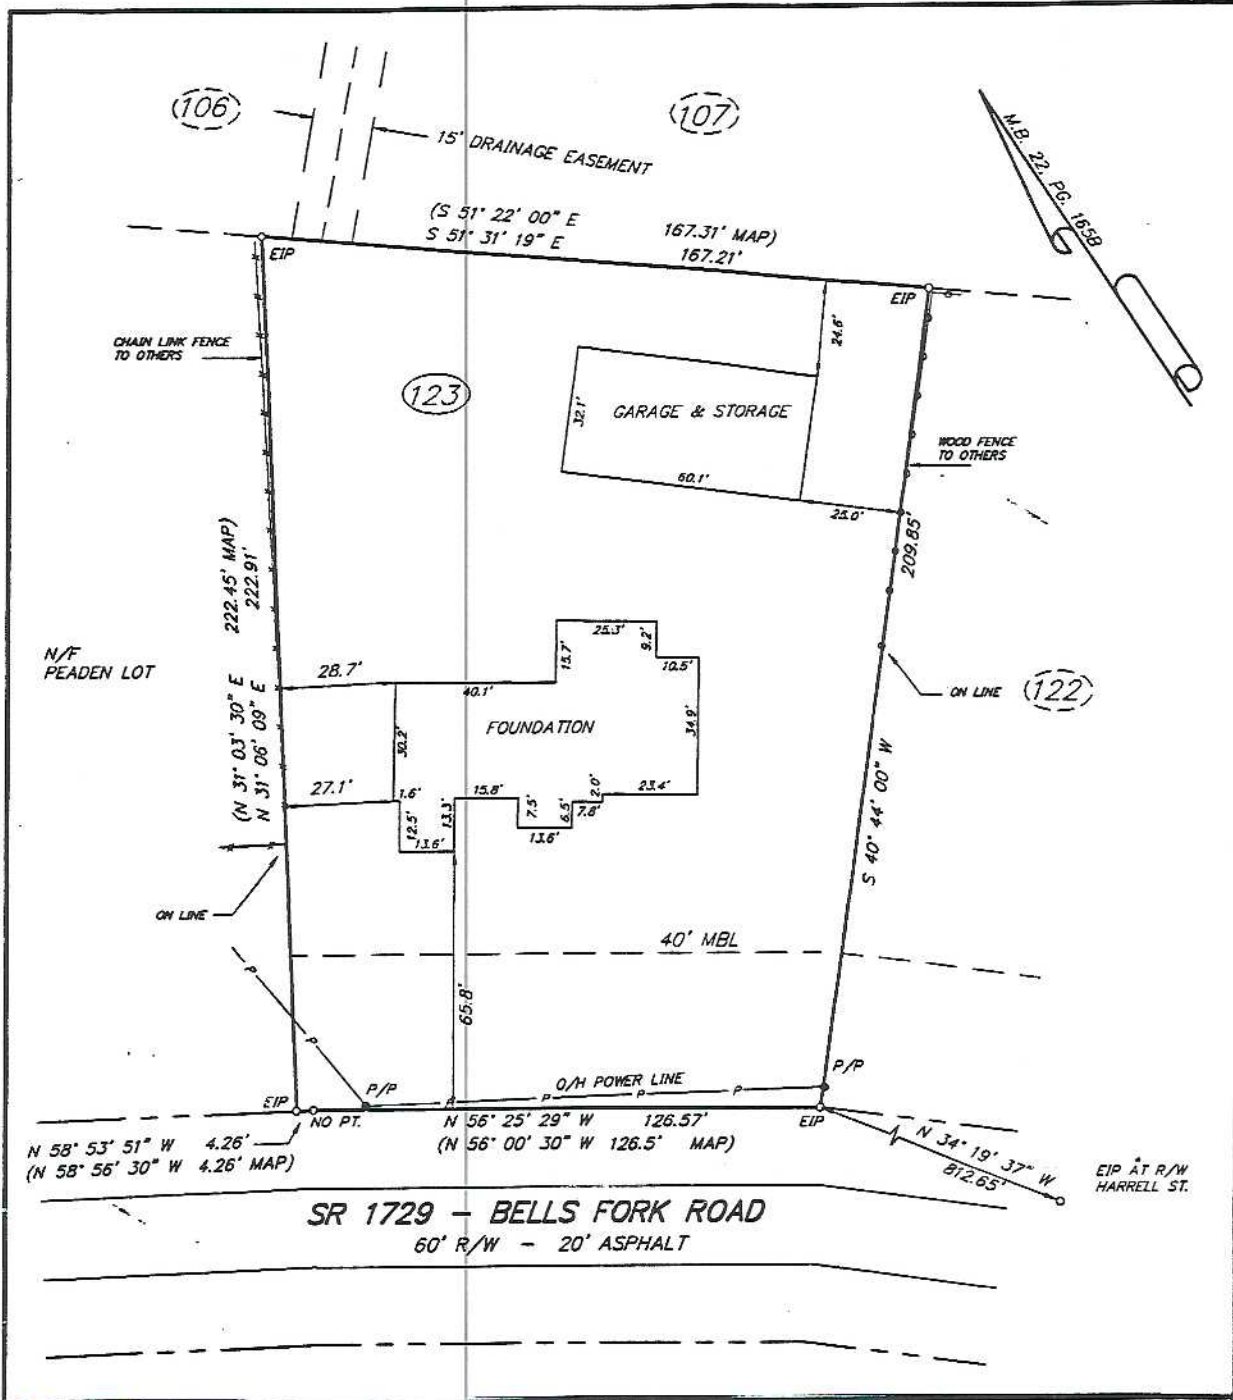 106
107
15' DRAINAGE EASEMENT
M.B. 22, PG. 165B
(S 51° 22' 00" E 167.31' MAP)
S 51° 31' 19" E 167.21'
EIP
EIP
CHAIN LINK FENCE
TO OTHERS
24.6'
123
32.1'
GARAGE & STORAGE
WOOD FENCE
TO OTHERS
60.1'
25.0'
209.85'
(N 31° 03' 30" E 222.45' MAP)
N 31° 06' 09" E 222.91'
N/F
PEADEN LOT
25.3'
9.2'
15.7'
10.5'
28.7'
40.1'
ON LINE
122
FOUNDATION
30.2'
34.9'
S 40° 44' 00" W
27.1'
1.6'
15.8'
2.0'
23.4'
12.5'
13.3'
7.5'
6.5'
7.8'
13.6'
13.6'
ON LINE
40' MBL
P
65.8'
P
P/P
O/H POWER LINE
P/P
P
P
P
P
EIP
NO PT.
N 56° 25' 29" W 126.57'
EIP
(N 56° 00' 30" W 126.5' MAP)
N 58° 53' 51" W 4.26'
(N 58° 56' 30" W 4.26' MAP)
N 34° 19' 37" W
812.65'
EIP AT R/W
HARRELL ST.
SR 1729 - BELLS FORK ROAD
60' R/W - 20' ASPHALT